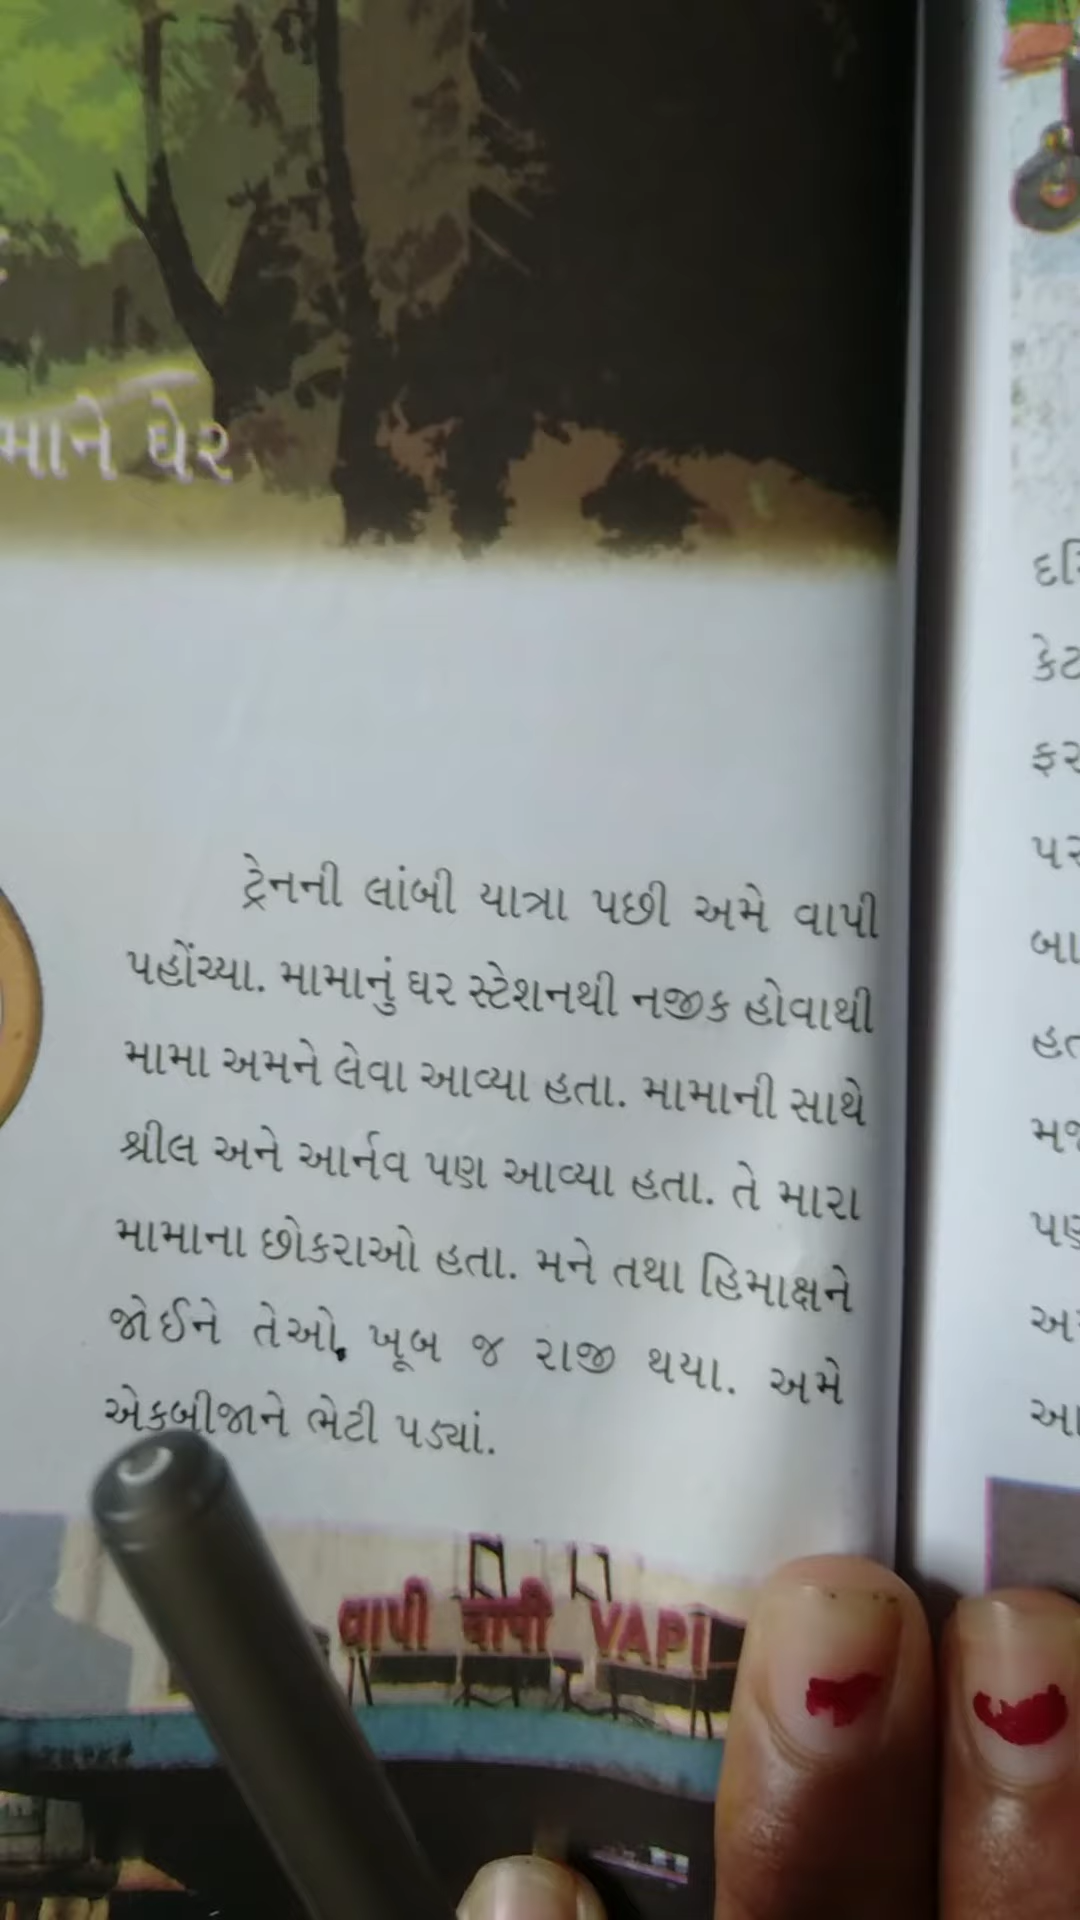 ઘેર
ટ્રેનની લાંબી યાત્રા પછી અમે વાપી
પહોંચ્યા. મામાનું ઘર સ્ટેશનથી નજીક હોવાથી
મામા અમને લેવા આવ્યા હતા. મામાની સાથે
શ્રીલ અને આર્નવ પણ આવ્યા હતા. તે મારા
મામાના છોકરાઓ હતા. મને તથા હિમાક્ષને
જોઈને તેઓ ખૂબ જ રાજી થયા. અમે
એકબીજાને ભેટી પડ્યાં.
વાપી वापी VAPI